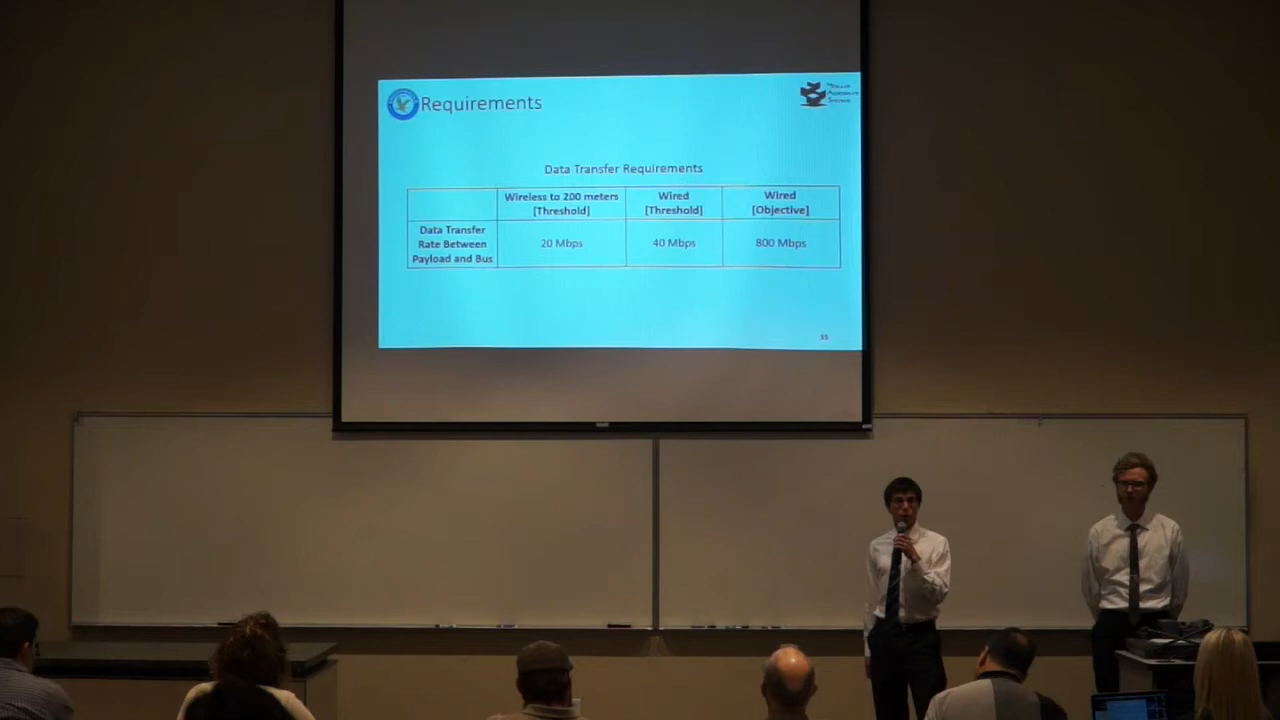 Requirements
Data Transfer Requirements
Wireless to 200 meters
[Threshold]
Wired
[Threshold]
Wired
[Objective]
Data Transfer
Rate Between
Payload and Bus
20 Mbps
40 Mbps
800 Mbps